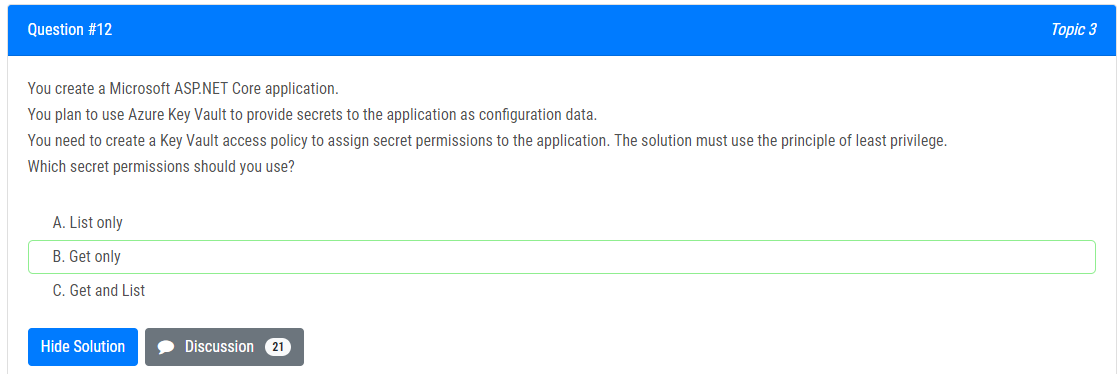 Question #12
Topic 3
You create a Microsoft ASP.NET Core application.
You plan to use Azure Key Vault to provide secrets to the application as configuration data.
You need to create a Key Vault access policy to assign secret permissions to the application. The solution must use the principle of least privilege.
Which secret permissions should you use?
A. List only
B. Get only
C. Get and List
Hide Solution
Discussion 21